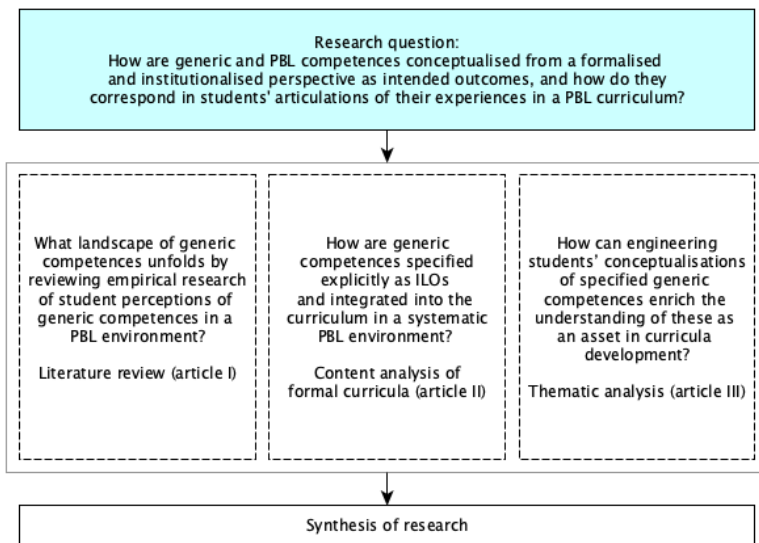 Research question:
How are generic and PBL competences conceptualised from a formalised
and institutionalised perspective as intended outcomes, and how do they
correspond in students' articulations of their experiences in a PBL curriculum?
What landscape of generic
competences unfolds by
reviewing empirical research
of student perceptions of
generic competences in a
PBL environment?
Literature review (article I)
How are generic
competences specified
explicitly as ILOs
and integrated into the
curriculum in a systematic
PBL environment?
Content analysis of
formal curricula (article II)
How can engineering
students’ conceptualisations
of specified generic
competences enrich the
understanding of these as
an asset in curricula
development?
Thematic analysis (article III)
Synthesis of research